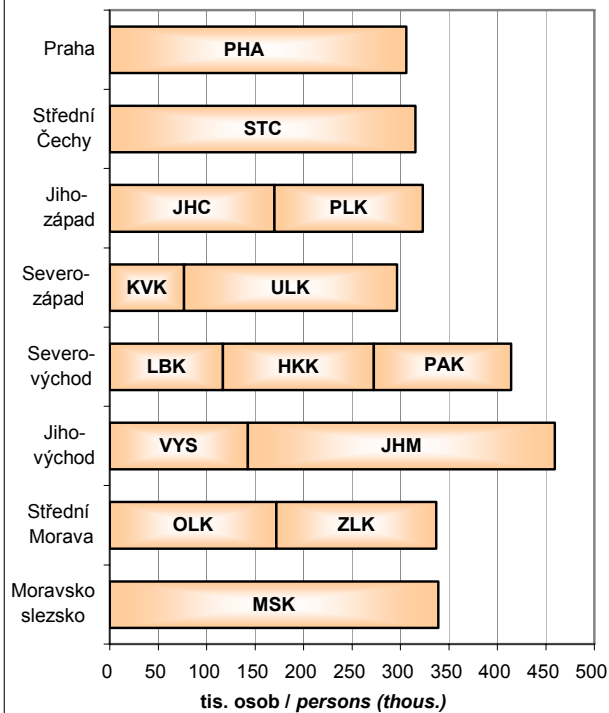 Praha
PHA
Střední
Čechy
STC
Jiho-
západ
JHC PLK
Severo-
západ
KVK ULK
Severo-
východ
LBK HKK PAK
Jiho-
východ
VYS JHM
Střední
Morava
OLK ZLK
Moravsko
slezsko
MSK
0 50 100 150 200 250 300 350 400 450 500
tis. osob / persons (thous.)